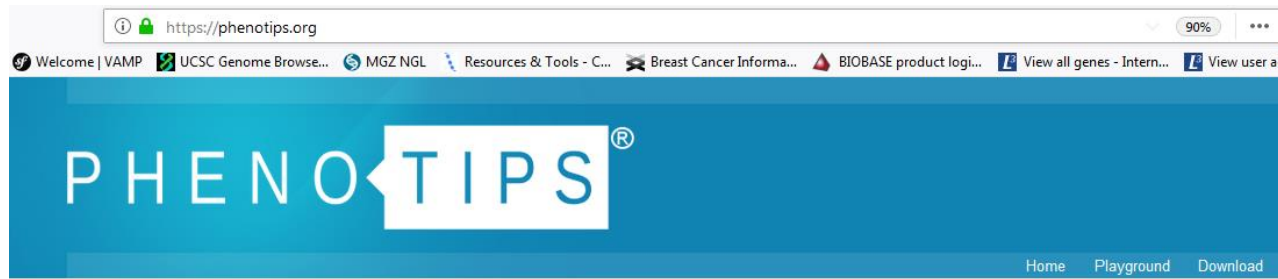 https://phenotips.org 90%
Welcome | VAMP UCSC Genome Browse... MGZ NGL Resources & Tools - C... Breast Cancer Informa... BIOBASE product logi... View all genes - Intern... View user a
PHENOTIPS®
Home Playground Download